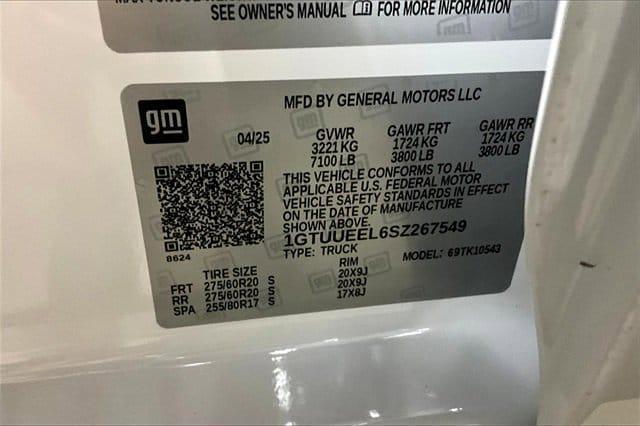 SEE OWNER'S MANUAL FOR MORE INFORMATION
gm
MFD BY GENERAL MOTORS LLC
04/25
GVWR GAWR FRT GAWR RR
3221 KG 1724 KG 1724 KG
7100 LB 3800 LB 3800 LB
THIS VEHICLE CONFORMS TO ALL
APPLICABLE U.S. FEDERAL MOTOR
VEHICLE SAFETY STANDARDS IN EFFECT
ON THE DATE OF MANUFACTURE
SHOWN ABOVE.
1GTUUEEL6SZ267549
TYPE: TRUCK MODEL: 69TK10543
8624
TIRE SIZE RIM
FRT 275/60R20 S 20X9J
RR 275/60R20 S 20X9J
SPA 255/80R17 S 17X8J